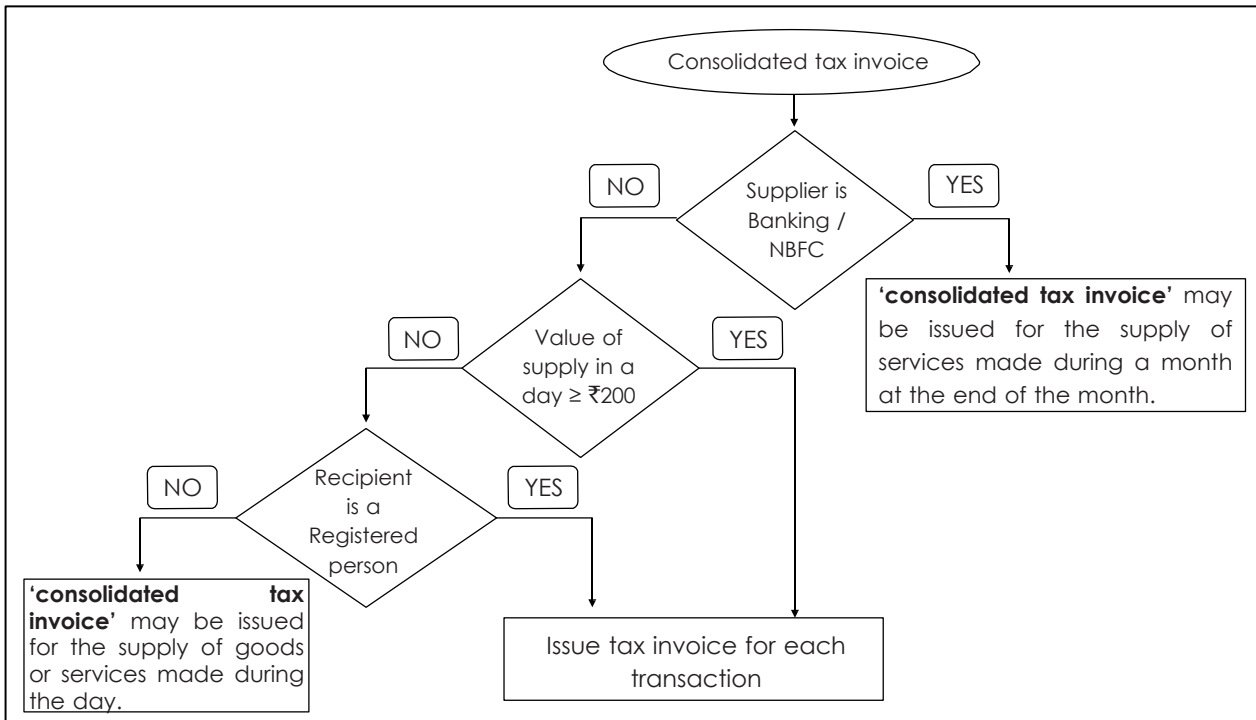 Consolidated tax invoice
NO
Supplier is
Banking /
NBFC
YES
‘consolidated tax invoice’ may
be issued for the supply of
services made during a month
at the end of the month.
NO
Value of
supply in a
day ≥ ₹200
YES
NO
Recipient
is a
Registered
person
YES
‘consolidated tax
invoice’ may be issued
for the supply of goods
or services made during
the day.
Issue tax invoice for each
transaction